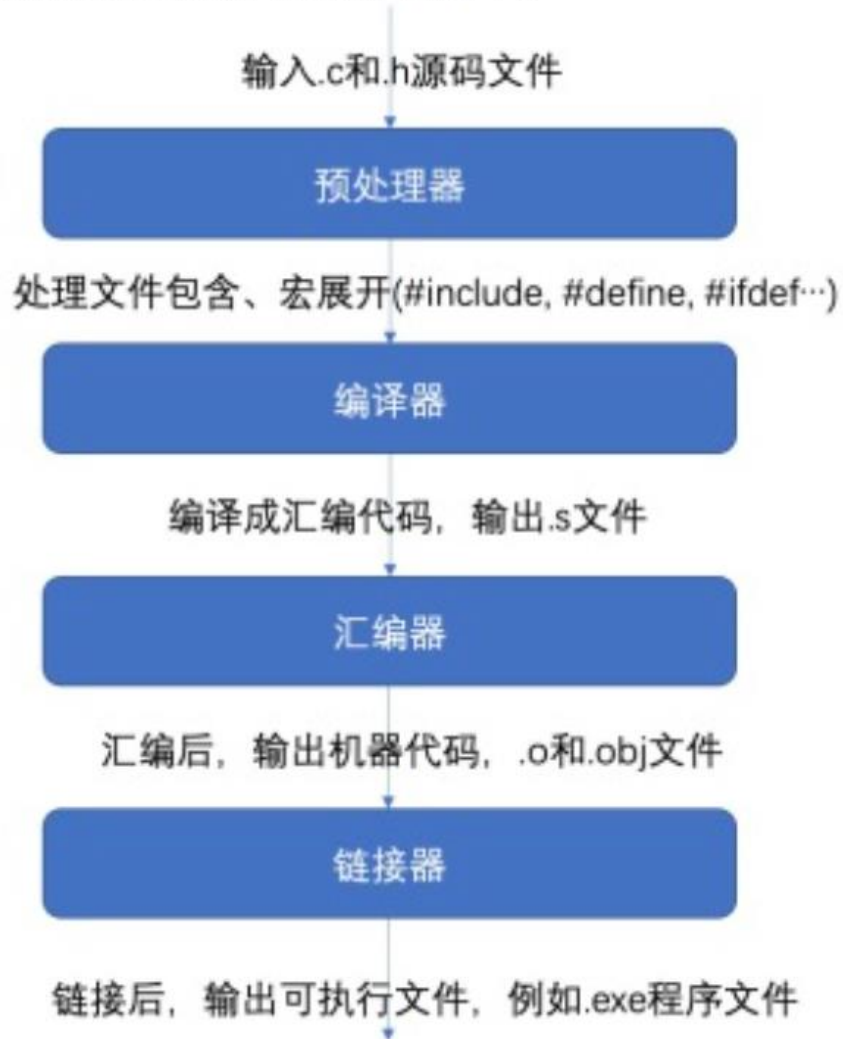 输入.c和.h源码文件
预处理器
处理文件包含、宏展开(#include, #define, #ifdef···)
编译器
编译成汇编代码，输出.s文件
汇编器
汇编后，输出机器代码，.o和.obj文件
链接器
链接后，输出可执行文件，例如.exe程序文件